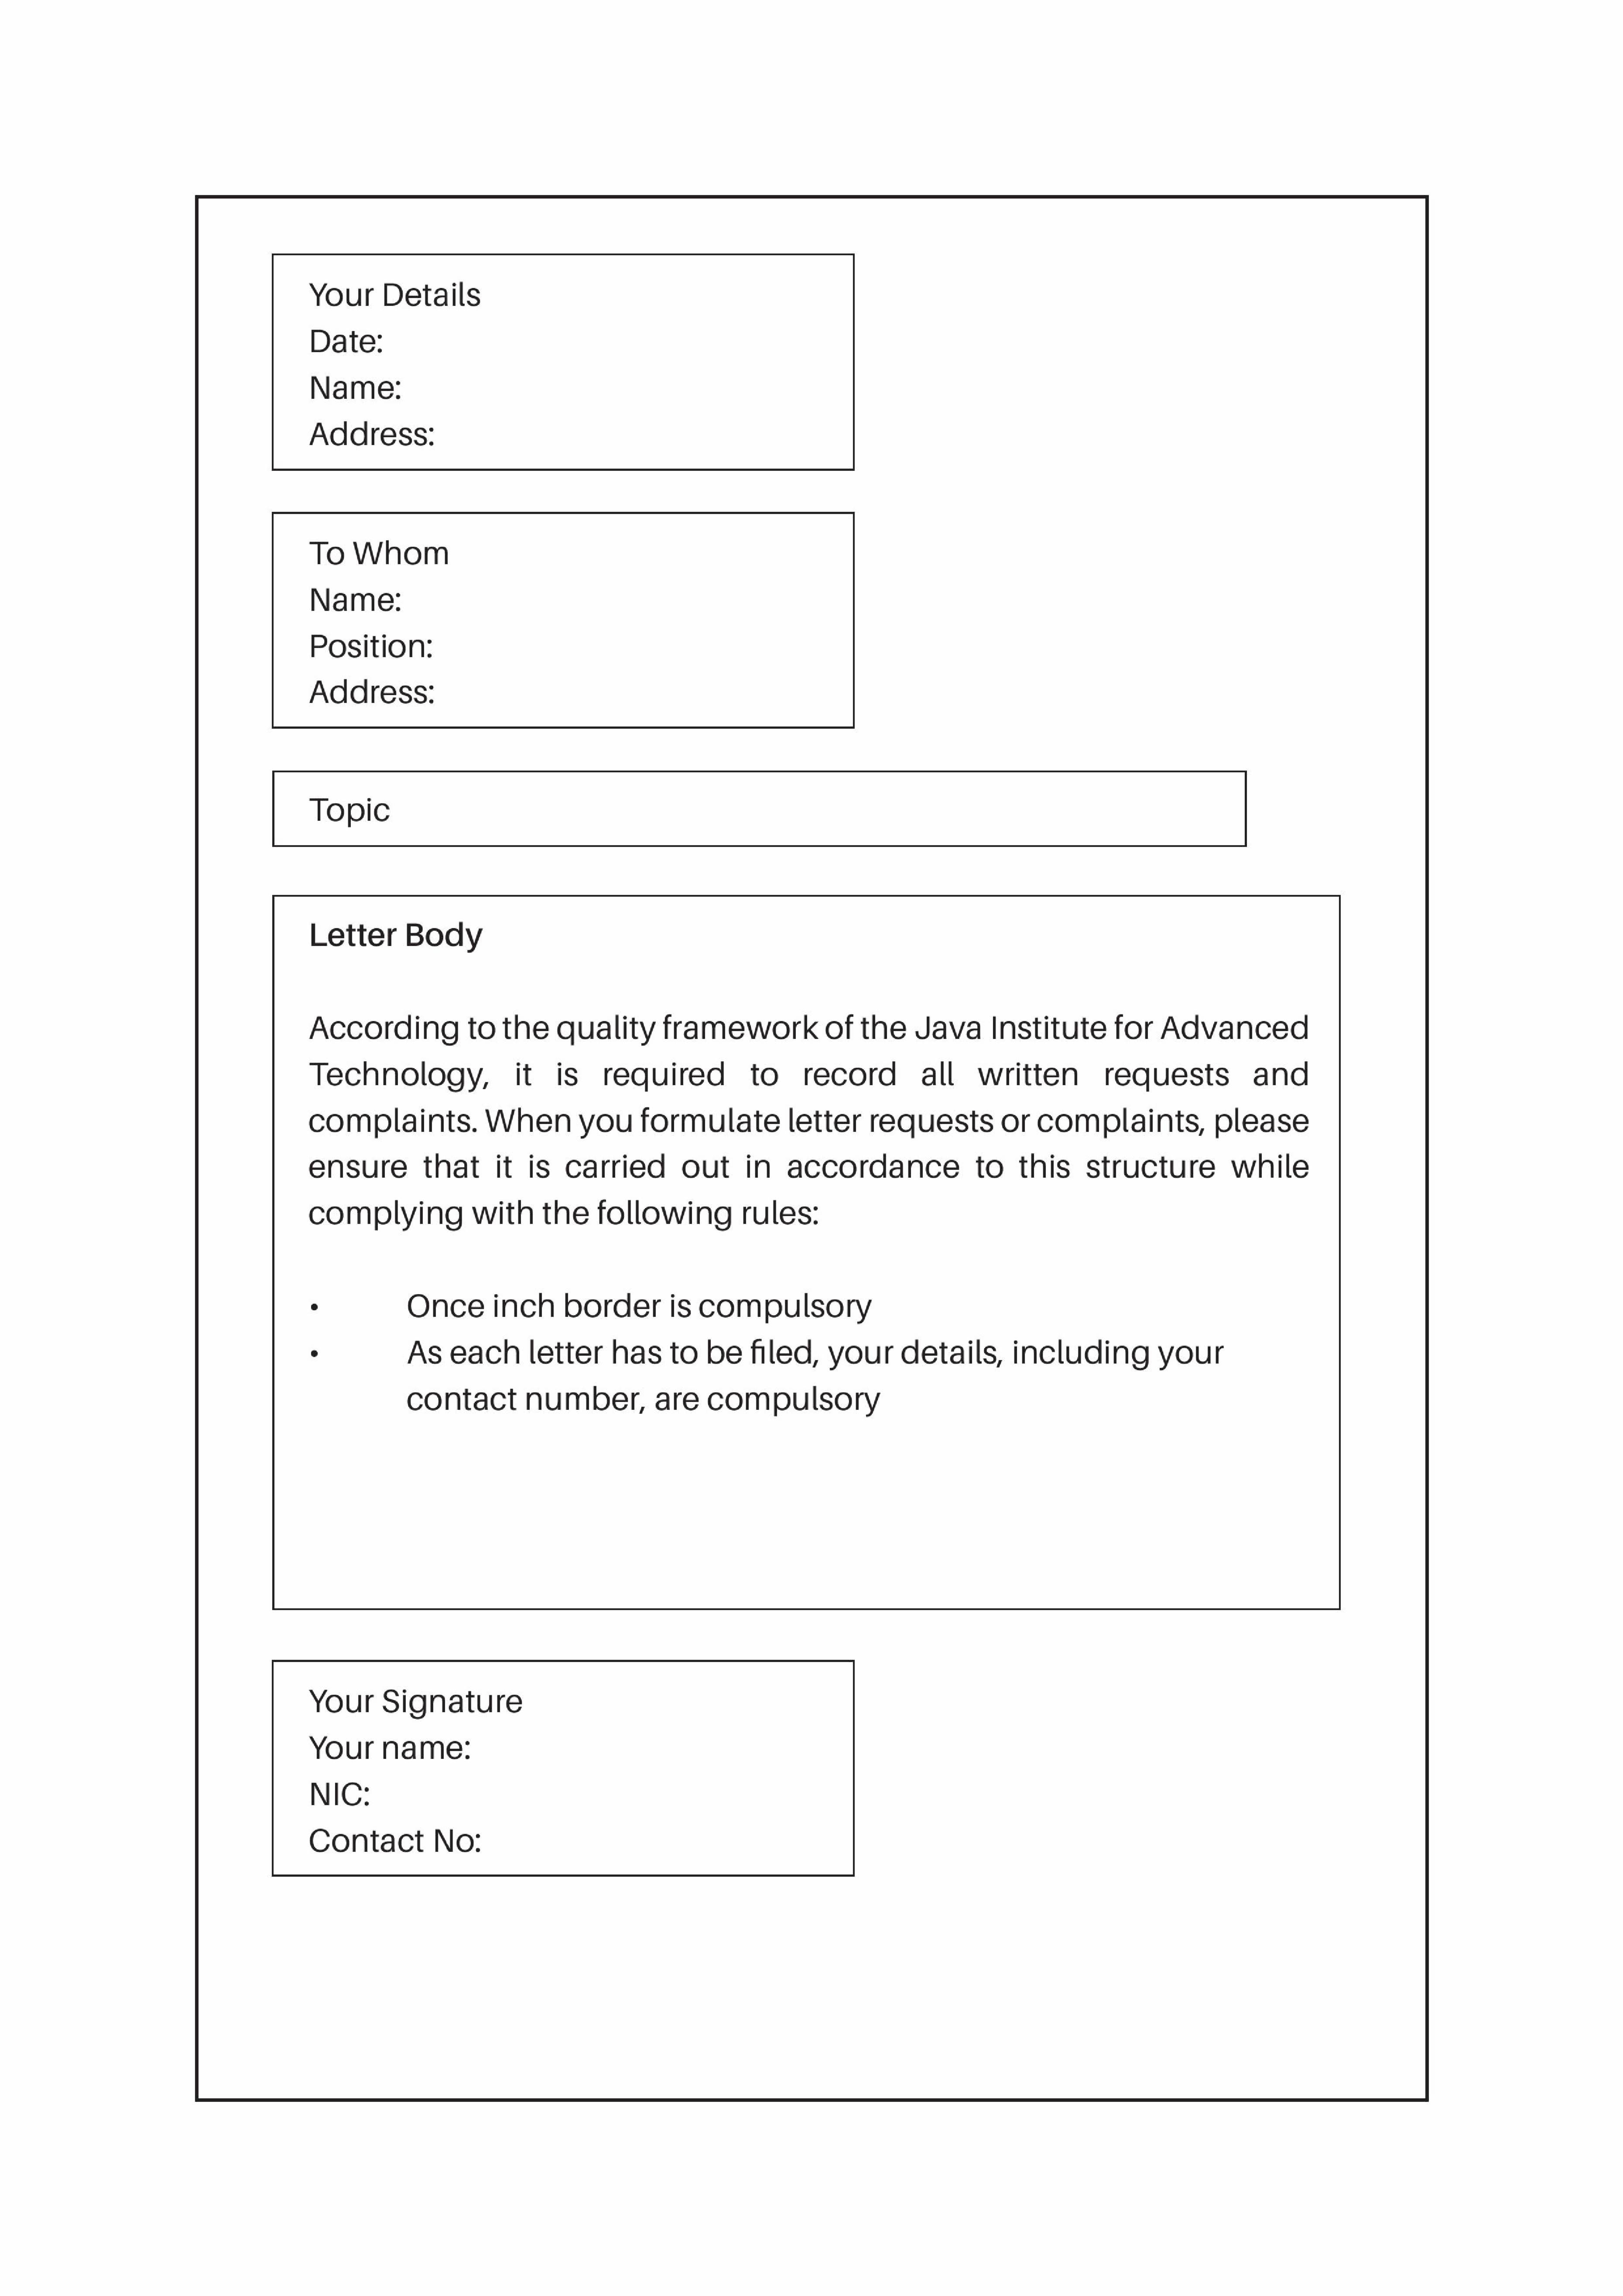 Your Details
Date:
Name:
Address:
To Whom
Name:
Position:
Address:
Topic
Letter Body
According to the quality framework of the Java Institute for Advanced
Technology, it is required to record all written requests and
complaints. When you formulate letter requests or complaints, please
ensure that it is carried out in accordance to this structure while
complying with the following rules:
• Once inch border is compulsory
• As each letter has to be filed, your details, including your
contact number, are compulsory
Your Signature
Your name:
NIC:
Contact No: